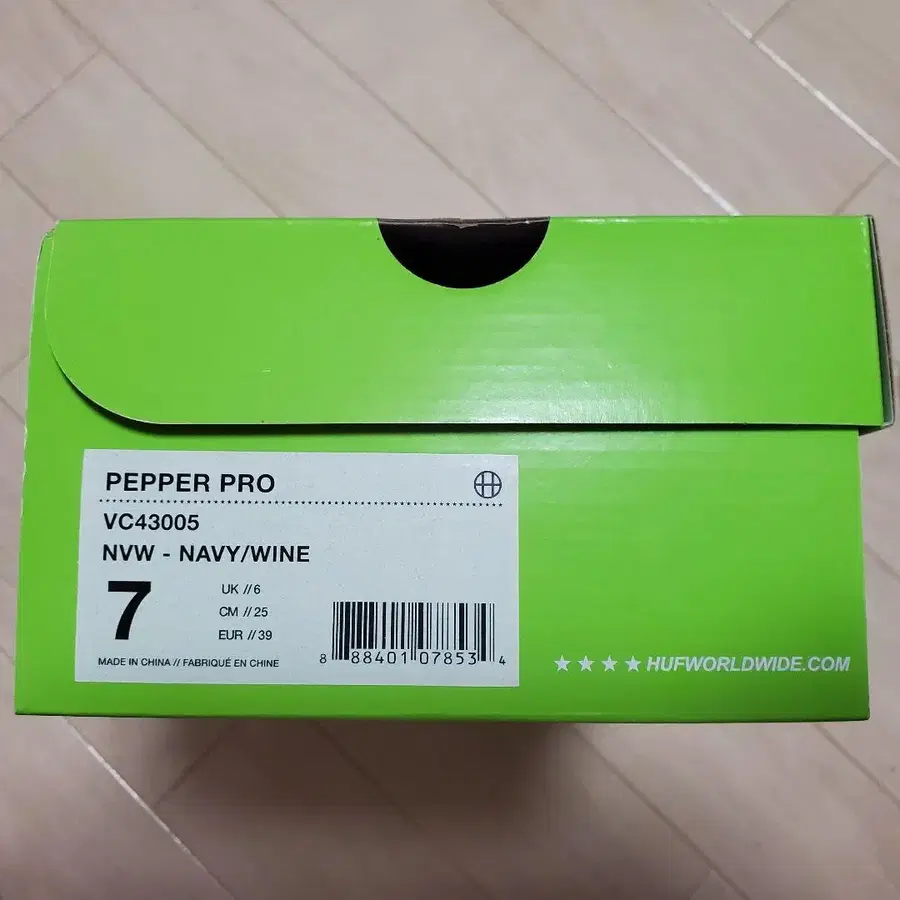 PEPPER PRO
VC43005
NVW - NAVY/WINE
7
UK // 6
CM // 25
EUR // 39
MADE IN CHINA // FABRIQUÉ EN CHINE
8 88401 07853 4
★★★★ HUFWORLDWIDE.COM